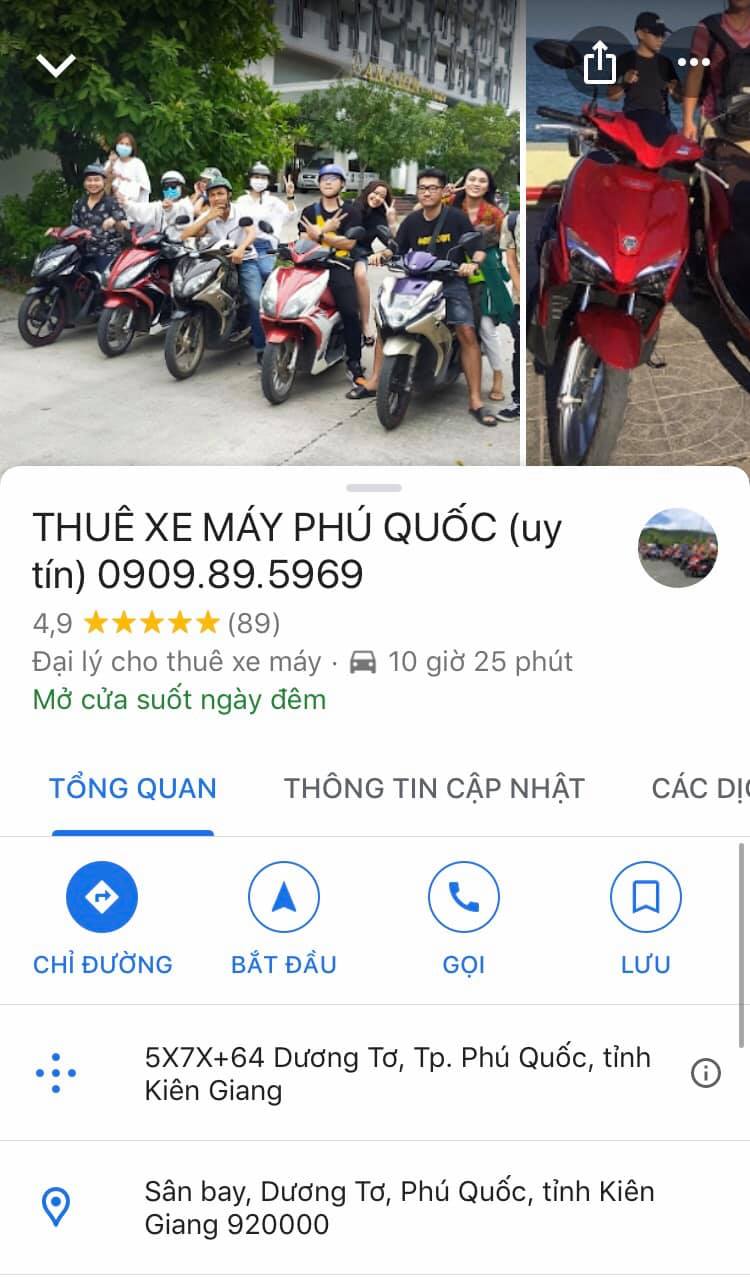 THUÊ XE MÁY PHÚ QUỐC (uy
tín) 0909.89.5969
4,9 (89)
Đại lý cho thuê xe máy · 10 giờ 25 phút
Mở cửa suốt ngày đêm
TỔNG QUAN THÔNG TIN CẬP NHẬT CÁC DỊC
CHỈ ĐƯỜNG BẮT ĐẦU GỌI LƯU
5X7X+64 Dương Tơ, Tp. Phú Quốc, tỉnh
Kiên Giang
Sân bay, Dương Tơ, Phú Quốc, tỉnh Kiên
Giang 920000